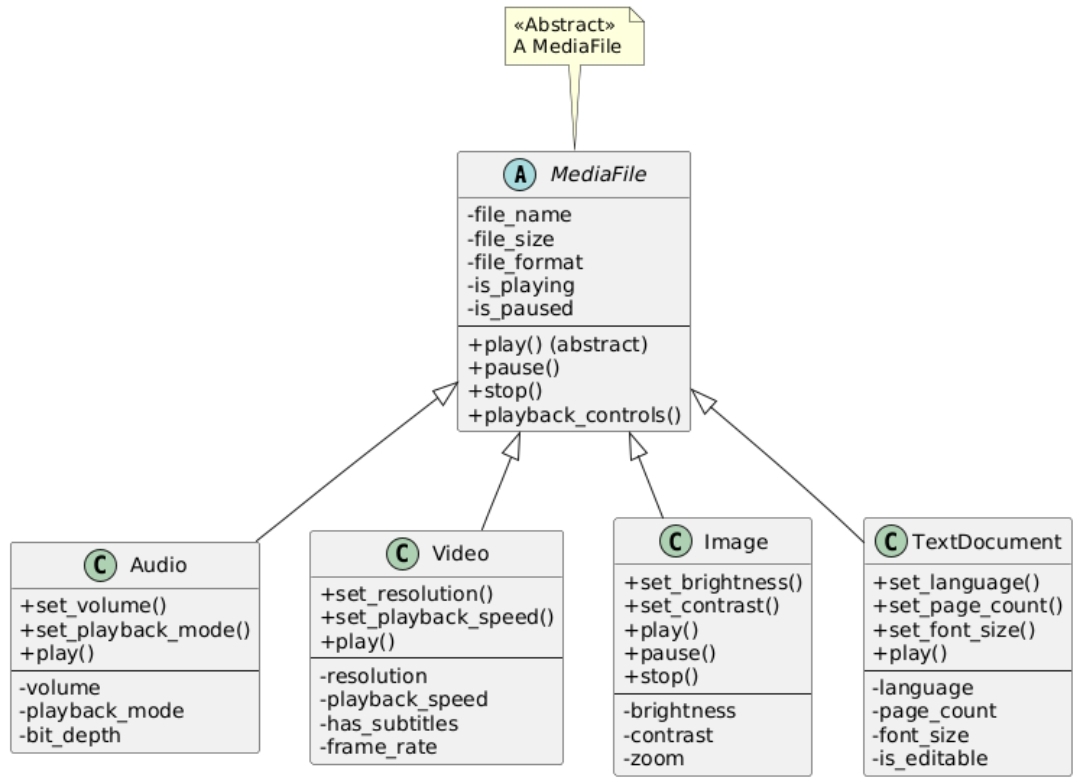 «Abstract»
A MediaFile
A MediaFile
-file_name
-file_size
-file_format
-is_playing
-is_paused
+play() (abstract)
+pause()
+stop()
+playback_controls()
C Audio
+set_volume()
+set_playback_mode()
+play()
-volume
-playback_mode
-bit_depth
C Video
+set_resolution()
+set_playback_speed()
+play()
-resolution
-playback_speed
-has_subtitles
-frame_rate
C Image
+set_brightness()
+set_contrast()
+play()
+pause()
+stop()
-brightness
-contrast
-zoom
C TextDocument
+set_language()
+set_page_count()
+set_font_size()
+play()
-language
-page_count
-font_size
-is_editable